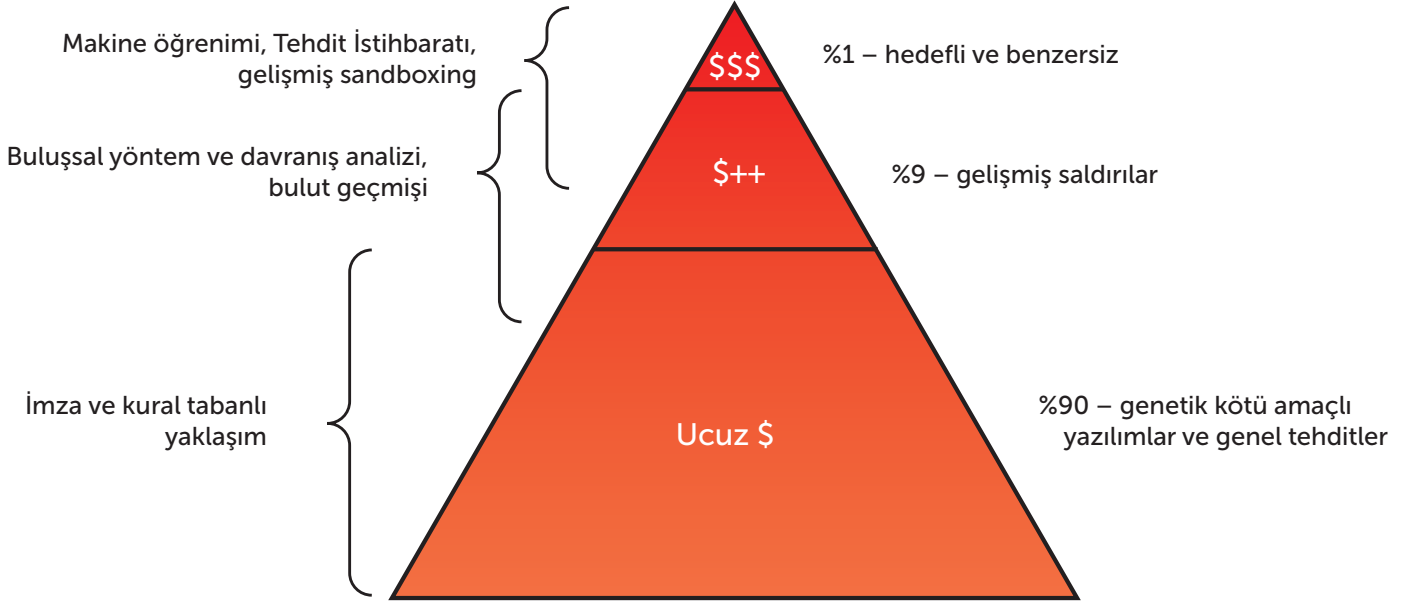 Makine öğrenimi, Tehdit İstihbaratı,
gelişmiş sandboxing
$$$
%1 – hedefli ve benzersiz
Buluşsal yöntem ve davranış analizi,
bulut geçmişi
$++
%9 – gelişmiş saldırılar
İmza ve kural tabanlı
yaklaşım
Ucuz $
%90 – genetik kötü amaçlı
yazılımlar ve genel tehditler